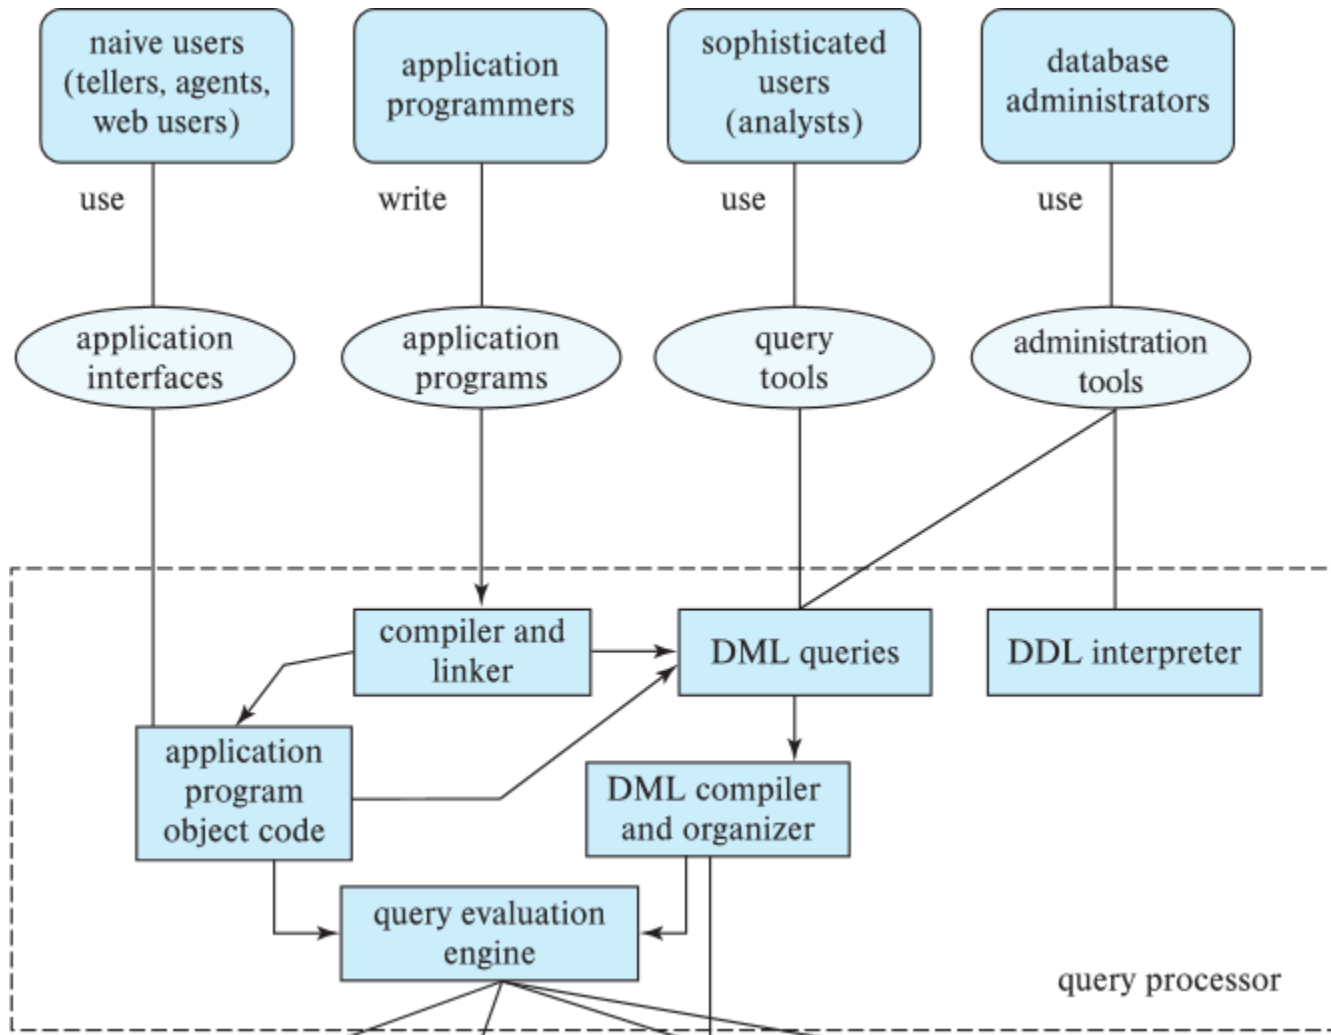 naive users
(tellers, agents,
web users)
application
programmers
sophisticated
users
(analysts)
database
administrators
use
write
use
use
application
interfaces
application
programs
query
tools
administration
tools
compiler and
linker
DML queries
DDL interpreter
application
program
object code
DML compiler
and organizer
query evaluation
engine
query processor